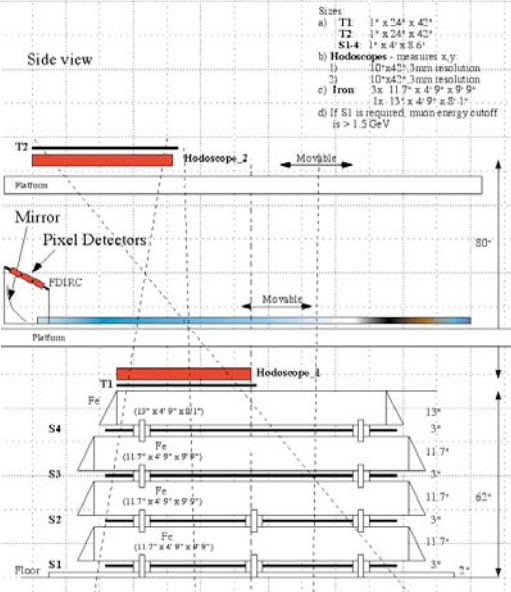 Sizes
a) T1 1" x 24" x 42"
T2 1" x 24" x 42"
S1-4 1" x 4' x 8.6'
b) Hodoscopes - measures x,y:
1) 10"x42", 3mm resolution
2) 10"x42", 3mm resolution
c) Iron 3x 11.7" x 4' 9" x 9' 9"
1x 13" x 4' 9" x 8' 1"
d) If S1 is required, muon energy cutoff
is > 1.5 GeV
Side view
T2
Hodoscope_2
Movable
Platform
Mirror
Pixel Detectors
FDIRC
80"
Movable
Platform
Hodoscope_1
T1
Fe
(13" x 4' 9" x 8/1")
13"
S4
3"
Fe
(11.7" x 4' 9" x 9' 9")
11.7"
S3
3"
Fe
(11.7" x 4' 9" x 9' 9")
11.7"
62"
S2
3"
Fe
(11.7" x 4' 9" x 9' 9")
11.7"
S1
3"
Floor
2"